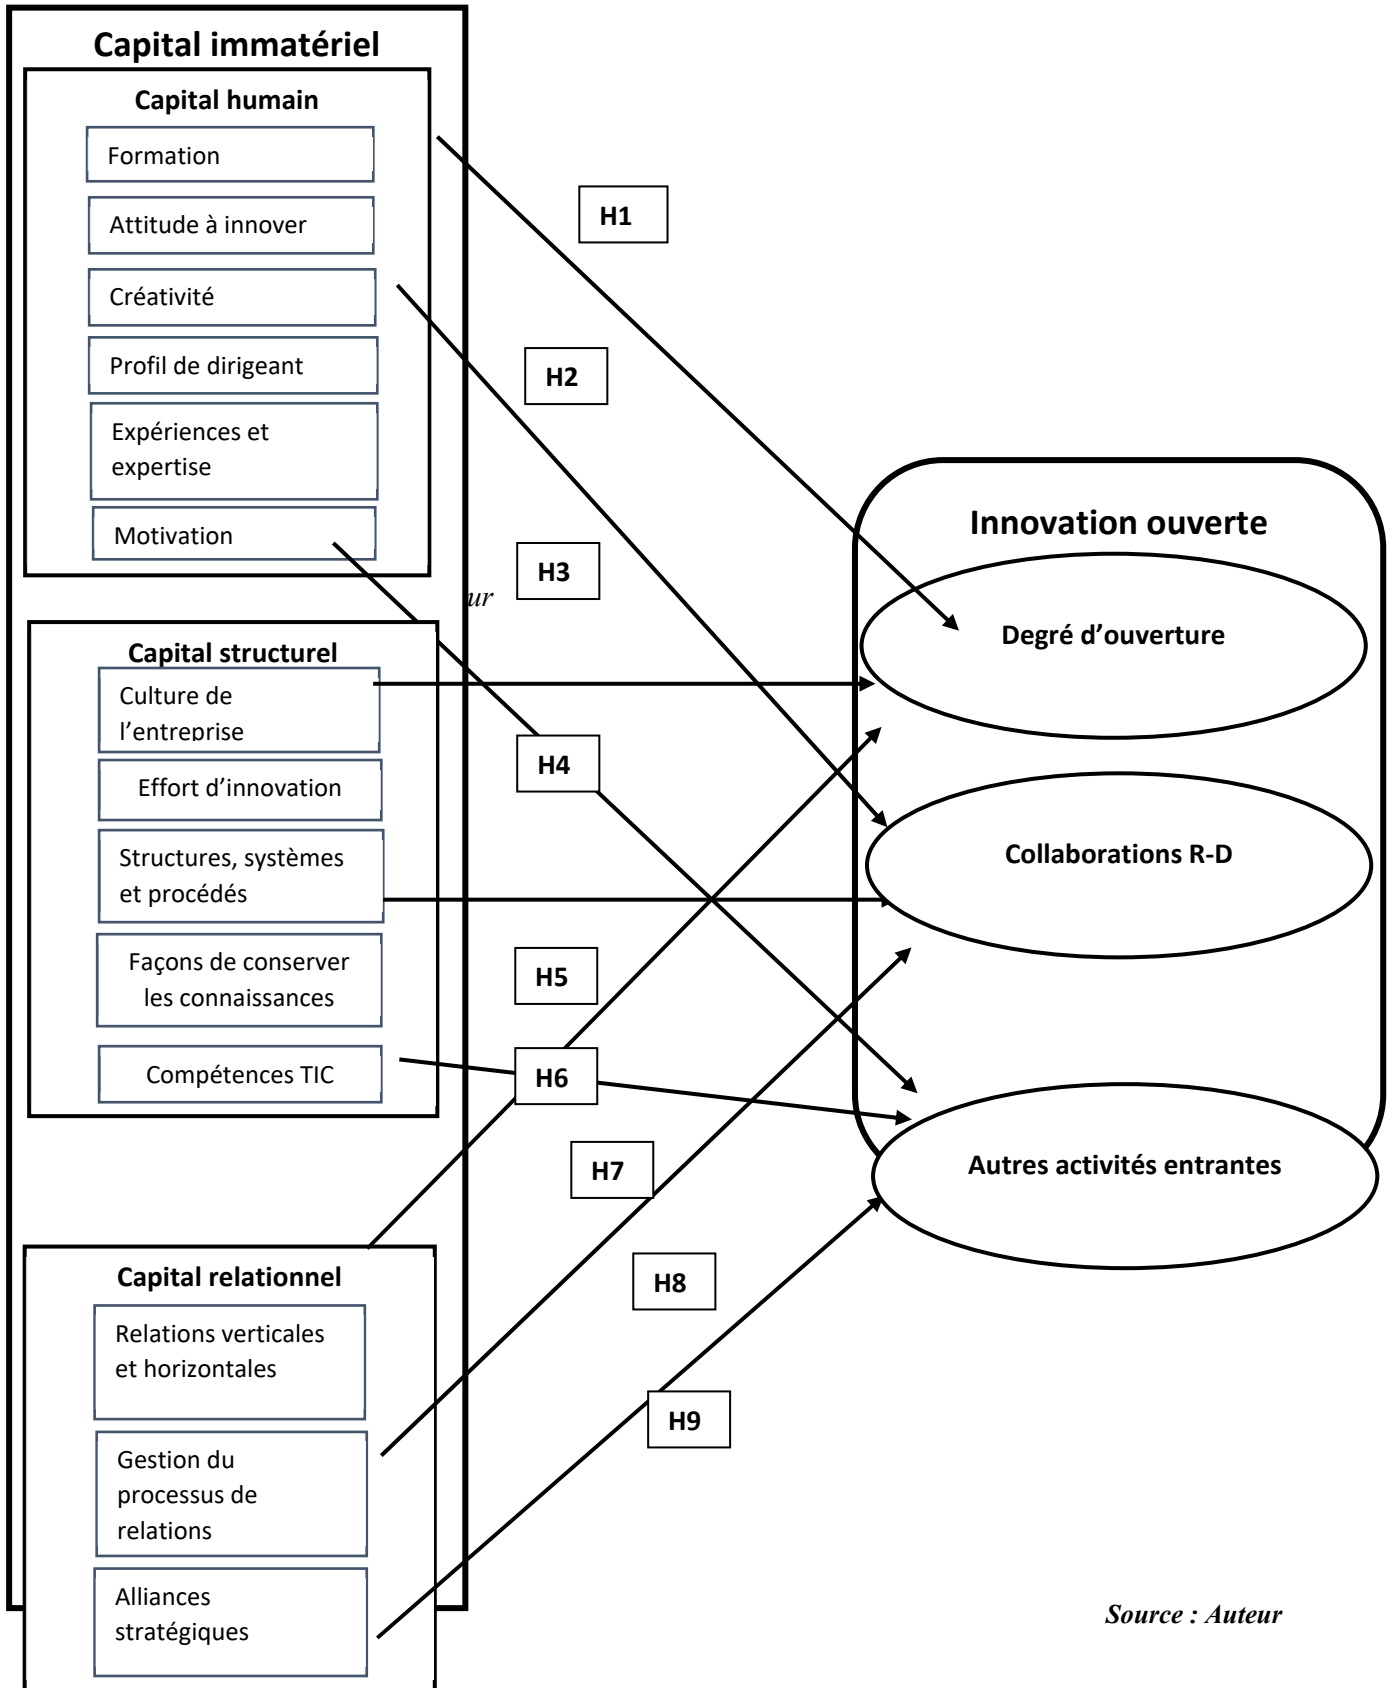 Capital immatériel
Capital humain
Formation
Attitude à innover
Créativité
Profil de dirigeant
Expériences et
expertise
Motivation
Capital structurel
Culture de
l'entreprise
Effort d'innovation
Structures, systèmes
et procédés
Façons de conserver
les connaissances
Compétences TIC
Capital relationnel
Relations verticales
et horizontales
Gestion du
processus de
relations
Alliances
stratégiques
H1
H2
H3
ur
H4
H5
H6
H7
H8
H9
Innovation ouverte
Degré d'ouverture
Collaborations R-D
Autres activités entrantes
Source : Auteur